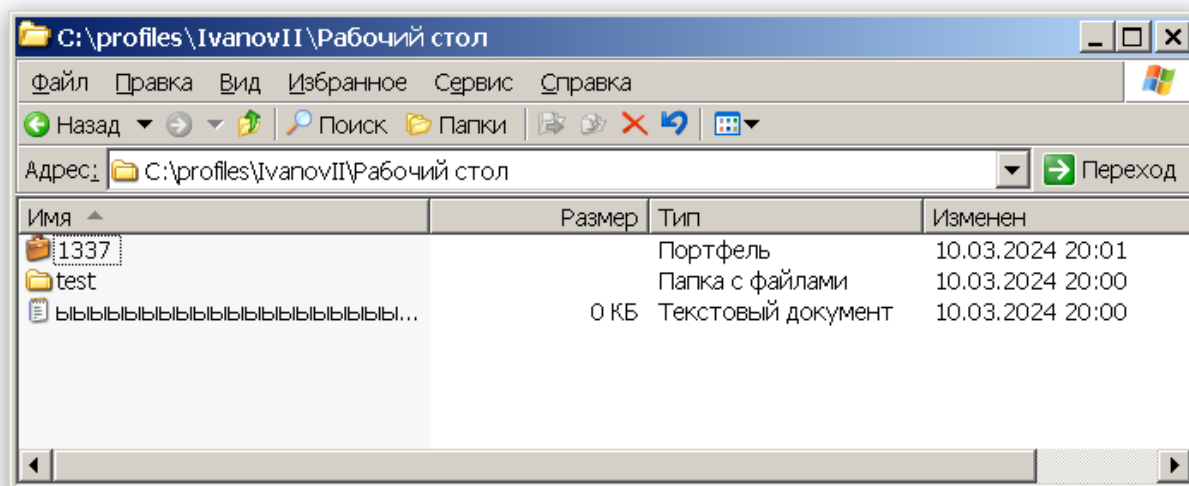 C:\profiles\IvanovII\Рабочий стол
Файл Правка Вид Избранное Сервис Справка
Назад Поиск Папки
Адрес: C:\profiles\IvanovII\Рабочий стол Переход
Имя Размер Тип Изменен
1337 Портфель 10.03.2024 20:01
test Папка с файлами 10.03.2024 20:00
ыыыыыыыыыыыыыыыыыыыыы... 0 КБ Текстовый документ 10.03.2024 20:00